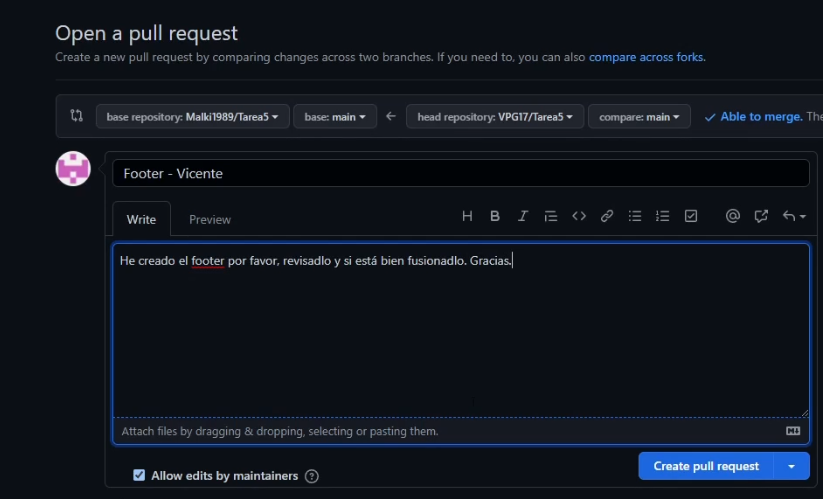 Open a pull request
Create a new pull request by comparing changes across two branches. If you need to, you can also compare across forks.
base repository: Malki1989/Tarea5 base: main ← head repository: VPG17/Tarea5 compare: main ✓ Able to merge. The
Footer - Vicente
Write Preview H B I
He creado el footer por favor, revisadlo y si está bien fusionadlo. Gracias.
Attach files by dragging & dropping, selecting or pasting them.
Allow edits by maintainers ?
Create pull request